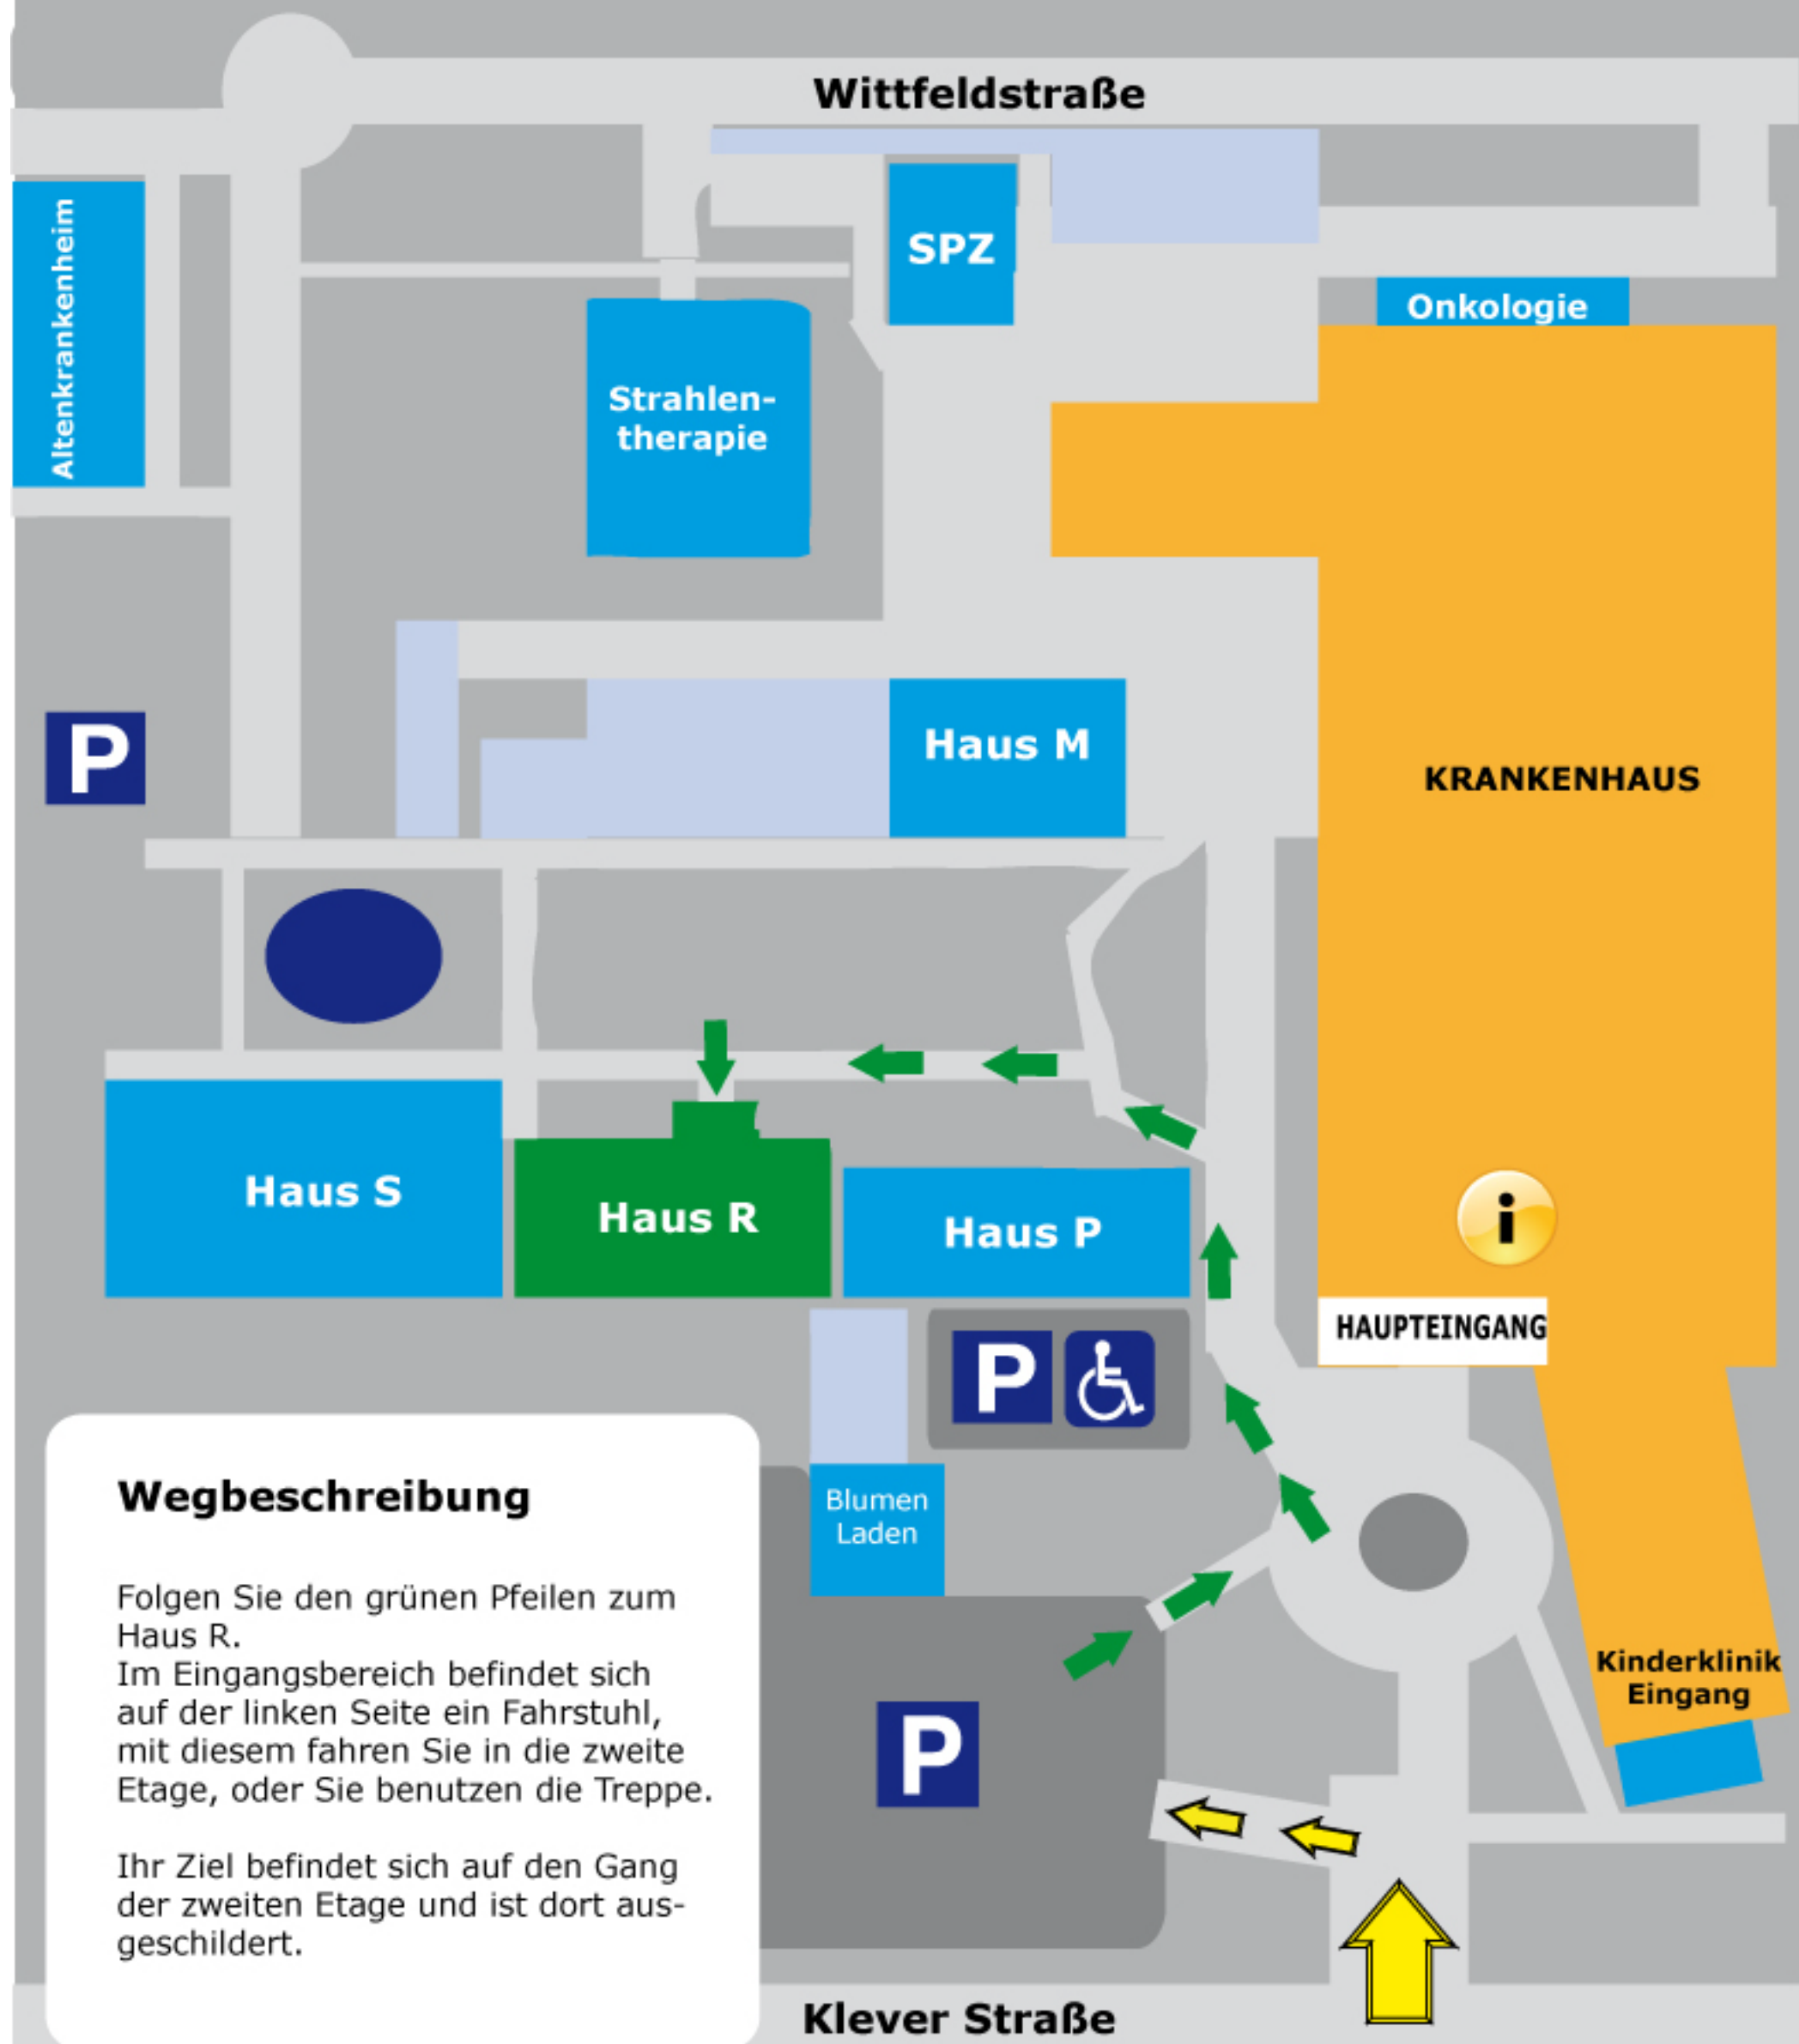 Wittfeldstraße
Altenkrankenheim
SPZ
Onkologie
Strahlen-
therapie
P
Haus M
KRANKENHAUS
Haus S
Haus R
Haus P
i
HAUPTEINGANG
P
Blumen
Laden
Wegbeschreibung
Folgen Sie den grünen Pfeilen zum
Haus R.
Im Eingangsbereich befindet sich
auf der linken Seite ein Fahrstuhl,
mit diesem fahren Sie in die zweite
Etage, oder Sie benutzen die Treppe.
Ihr Ziel befindet sich auf den Gang
der zweiten Etage und ist dort aus-
geschildert.
P
Kinderklinik
Eingang
Klever Straße